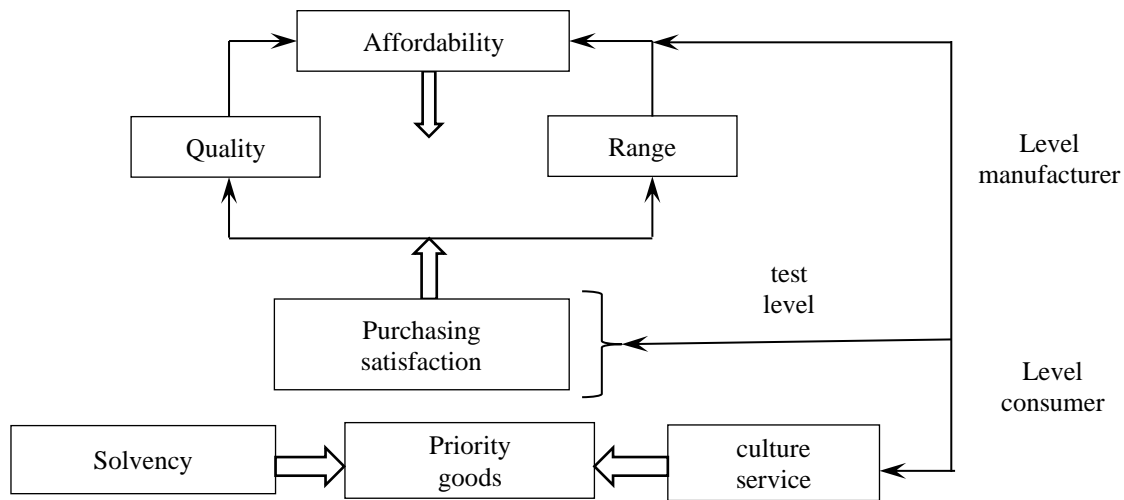 Affordability
Quality
Range
Level
manufacturer
test
level
Purchasing
satisfaction
Level
consumer
Solvency
Priority
goods
culture
service